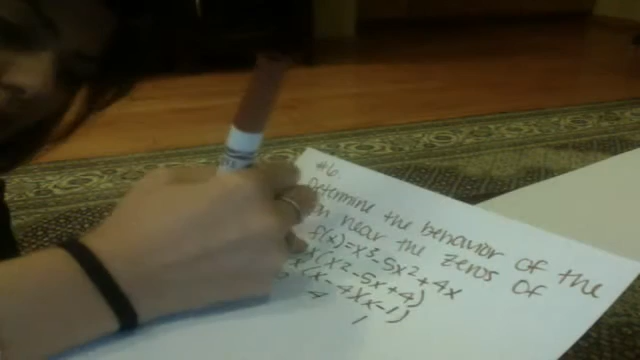 #6
Determine the behavior of the
near the zeros of
f(x)=x³-5x²+4x
(x²-5x+4)
(x-4)(x-1)
4
1